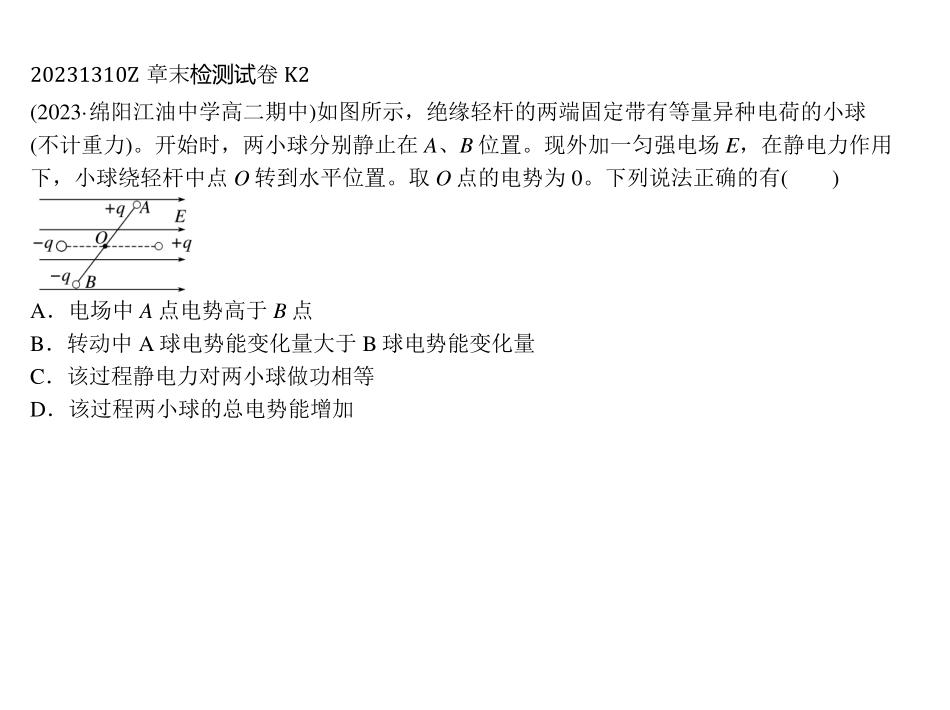 20231310Z 章末检测试卷 K2
(2023·绵阳江油中学高二期中)如图所示，绝缘轻杆的两端固定带有等量异种电荷的小球
(不计重力)。开始时，两小球分别静止在 A、B 位置。现外加一匀强电场 E，在静电力作用
下，小球绕轻杆中点 O 转到水平位置。取 O 点的电势为 0。下列说法正确的有(　　)
+q A
E
−q O +q
−q B
A．电场中 A 点电势高于 B 点
B．转动中 A 球电势能变化量大于 B 球电势能变化量
C．该过程静电力对两小球做功相等
D．该过程两小球的总电势能增加